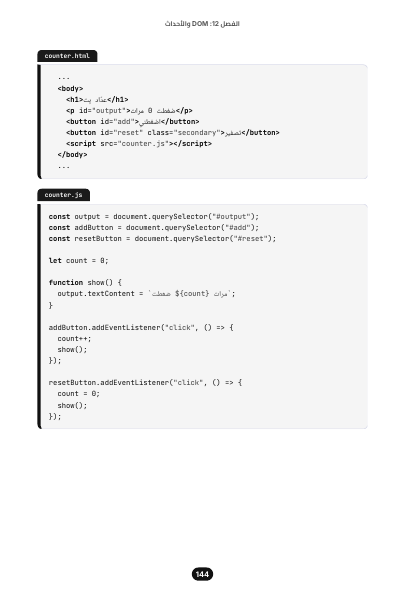 الفصل 12: DOM والأحداث
counter.html
...
<body>
<h1>عدّاد يت</h1>
<p id="output">ضغطت 0 مرات</p>
<button id="add">اضغطني</button>
<button id="reset" class="secondary">تصفير</button>
<script src="counter.js"></script>
</body>
...
counter.js
const output = document.querySelector("#output");
const addButton = document.querySelector("#add");
const resetButton = document.querySelector("#reset");
let count = 0;
function show() {
output.textContent = `ضغطت ${count} مرات`;
}
addButton.addEventListener("click", () => {
count++;
show();
});
resetButton.addEventListener("click", () => {
count = 0;
show();
});
144